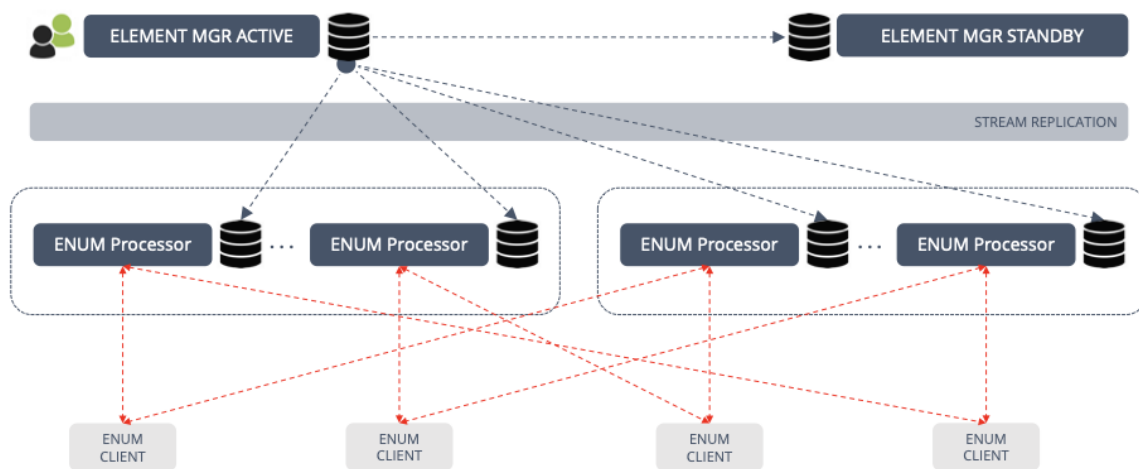 ELEMENT MGR ACTIVE
ELEMENT MGR STANDBY
STREAM REPLICATION
ENUM Processor
...
ENUM Processor
ENUM Processor
...
ENUM Processor
ENUM
CLIENT
ENUM
CLIENT
ENUM
CLIENT
ENUM
CLIENT